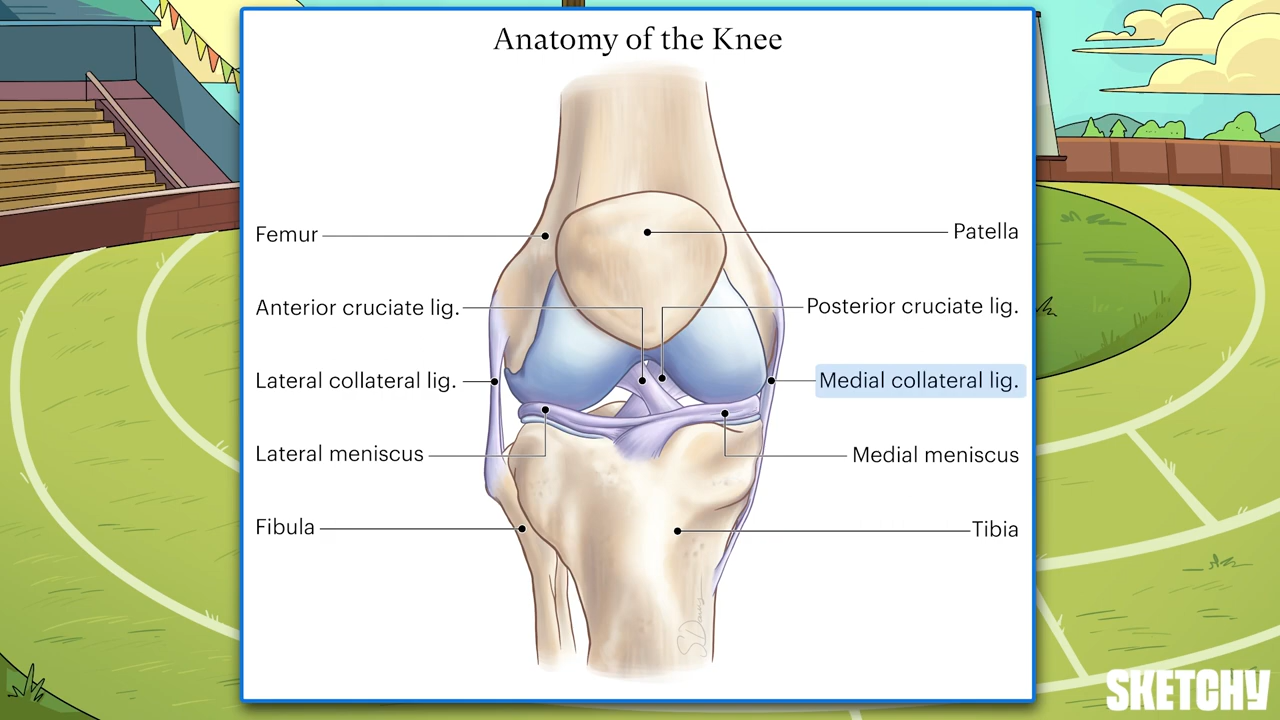 Anatomy of the Knee
Femur
Patella
Anterior cruciate lig.
Posterior cruciate lig.
Lateral collateral lig.
Medial collateral lig.
Lateral meniscus
Medial meniscus
Fibula
Tibia
SKETCHY